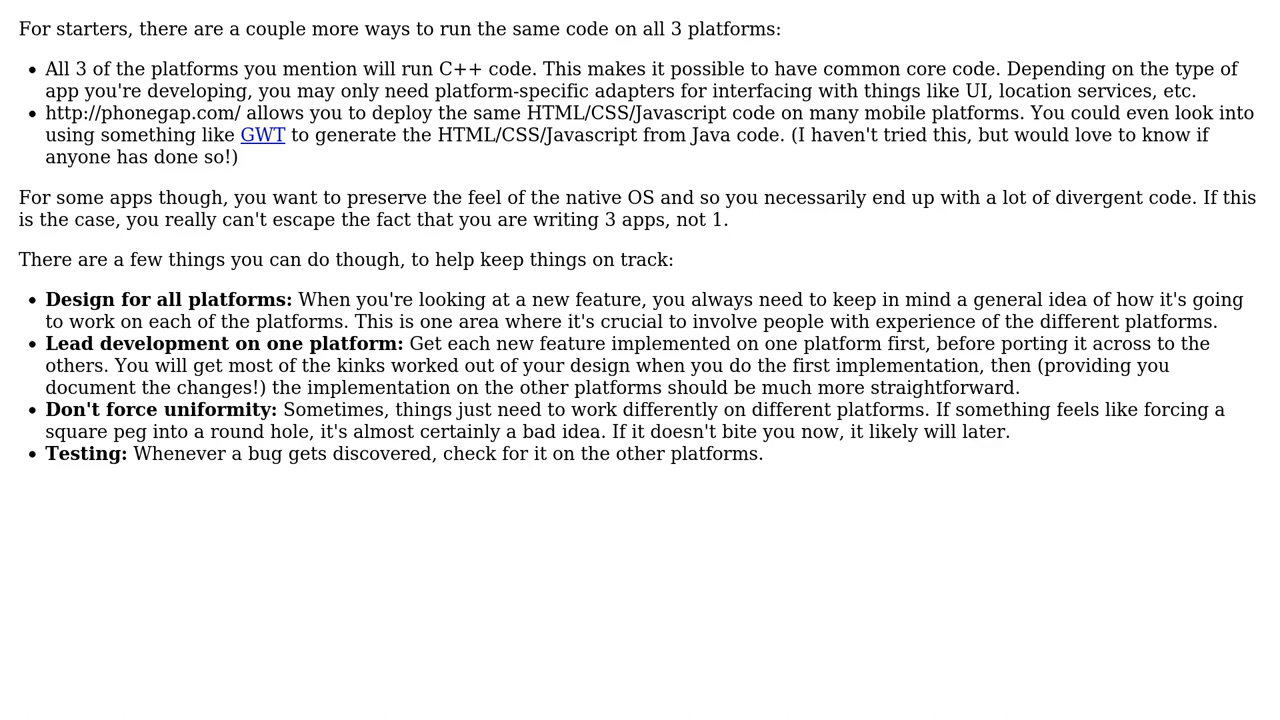 For starters, there are a couple more ways to run the same code on all 3 platforms:
• All 3 of the platforms you mention will run C++ code. This makes it possible to have common core code. Depending on the type of
app you're developing, you may only need platform-specific adapters for interfacing with things like UI, location services, etc.
• http://phonegap.com/ allows you to deploy the same HTML/CSS/Javascript code on many mobile platforms. You could even look into
using something like GWT to generate the HTML/CSS/Javascript from Java code. (I haven't tried this, but would love to know if
anyone has done so!)
For some apps though, you want to preserve the feel of the native OS and so you necessarily end up with a lot of divergent code. If this
is the case, you really can't escape the fact that you are writing 3 apps, not 1.
There are a few things you can do though, to help keep things on track:
• Design for all platforms: When you're looking at a new feature, you always need to keep in mind a general idea of how it's going
to work on each of the platforms. This is one area where it's crucial to involve people with experience of the different platforms.
• Lead development on one platform: Get each new feature implemented on one platform first, before porting it across to the
others. You will get most of the kinks worked out of your design when you do the first implementation, then (providing you
document the changes!) the implementation on the other platforms should be much more straightforward.
• Don't force uniformity: Sometimes, things just need to work differently on different platforms. If something feels like forcing a
square peg into a round hole, it's almost certainly a bad idea. If it doesn't bite you now, it likely will later.
• Testing: Whenever a bug gets discovered, check for it on the other platforms.